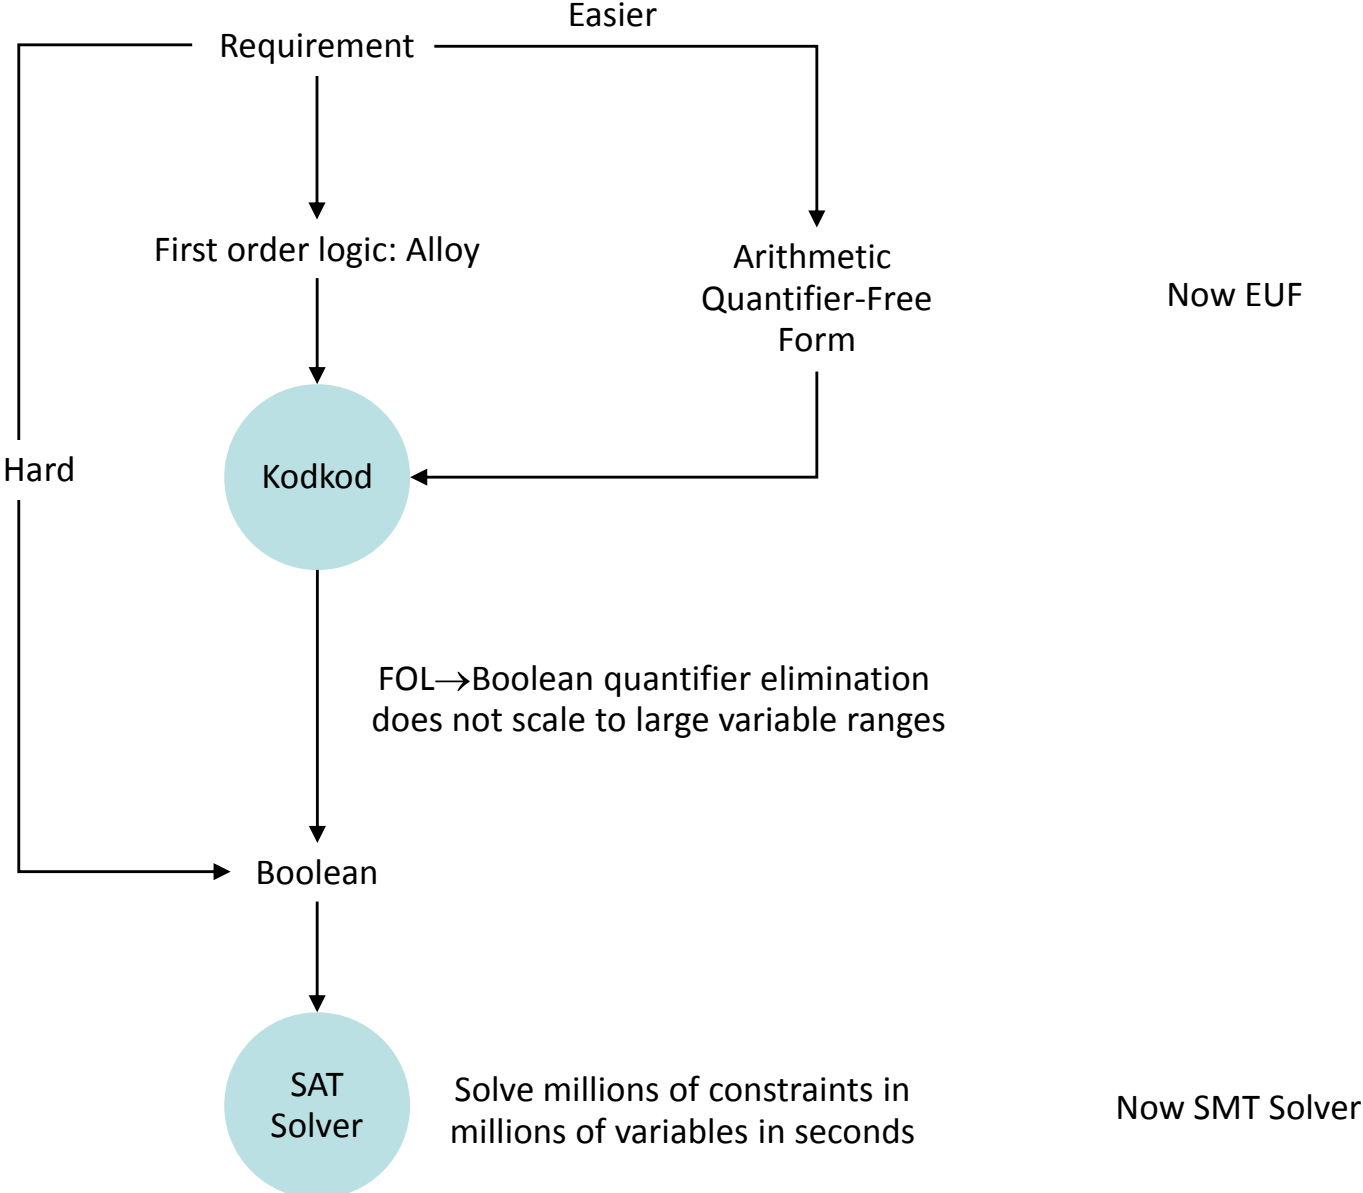 Easier
Requirement
First order logic: Alloy
Arithmetic
Quantifier-Free
Form
Now EUF
Hard
Kodkod
FOL→Boolean quantifier elimination
does not scale to large variable ranges
Boolean
SAT
Solver
Solve millions of constraints in
millions of variables in seconds
Now SMT Solver